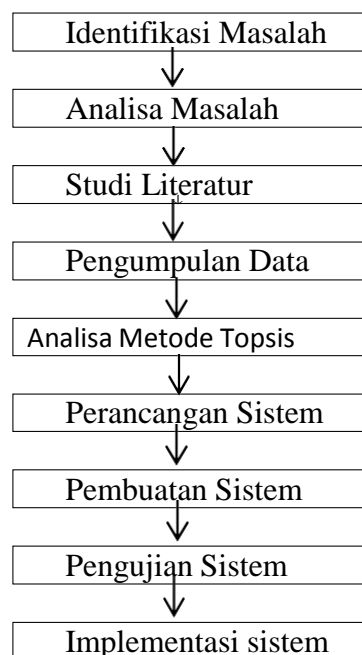 Identifikasi Masalah
Analisa Masalah
Studi Literatur
Pengumpulan Data
Analisa Metode Topsis
Perancangan Sistem
Pembuatan Sistem
Pengujian Sistem
Implementasi sistem